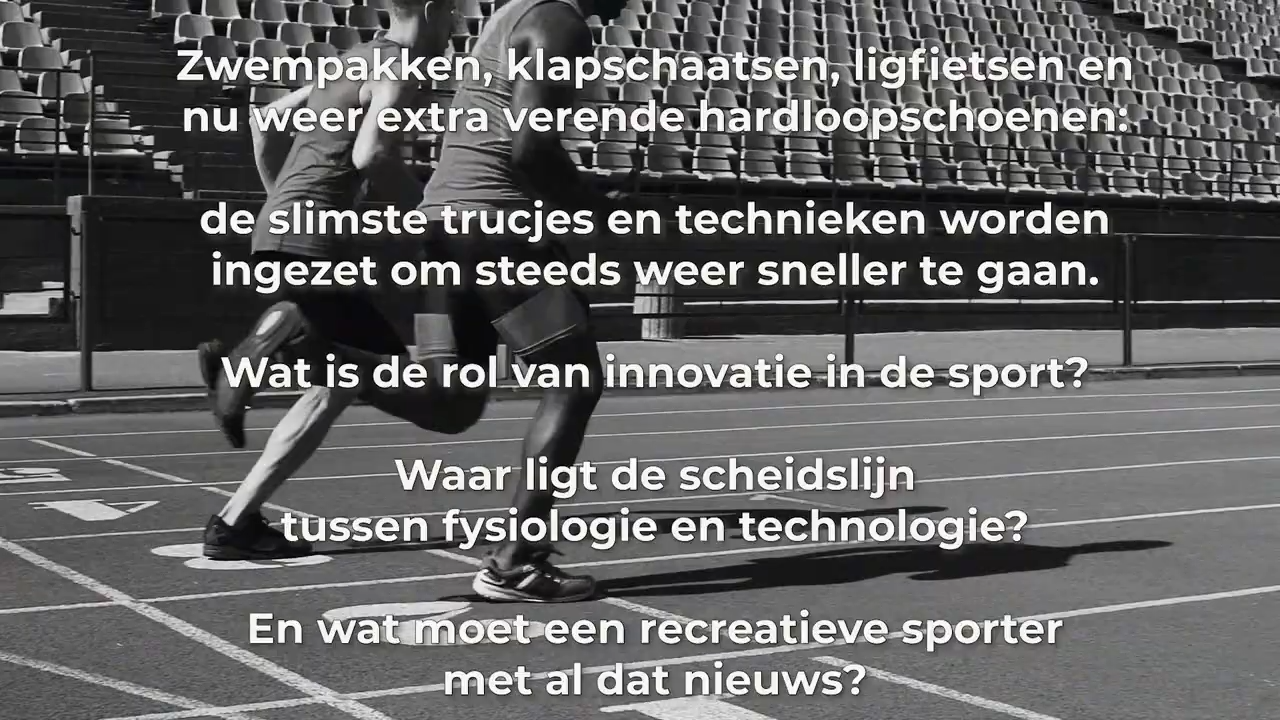 Zwempakken, klapschaatsen, ligfietsen en
nu weer extra verende hardloopschoenen:
de slimste trucjes en technieken worden
ingezet om steeds weer sneller te gaan.
Wat is de rol van innovatie in de sport?
Waar ligt de scheidslijn
tussen fysiologie en technologie?
En wat moet een recreatieve sporter
met al dat nieuws?